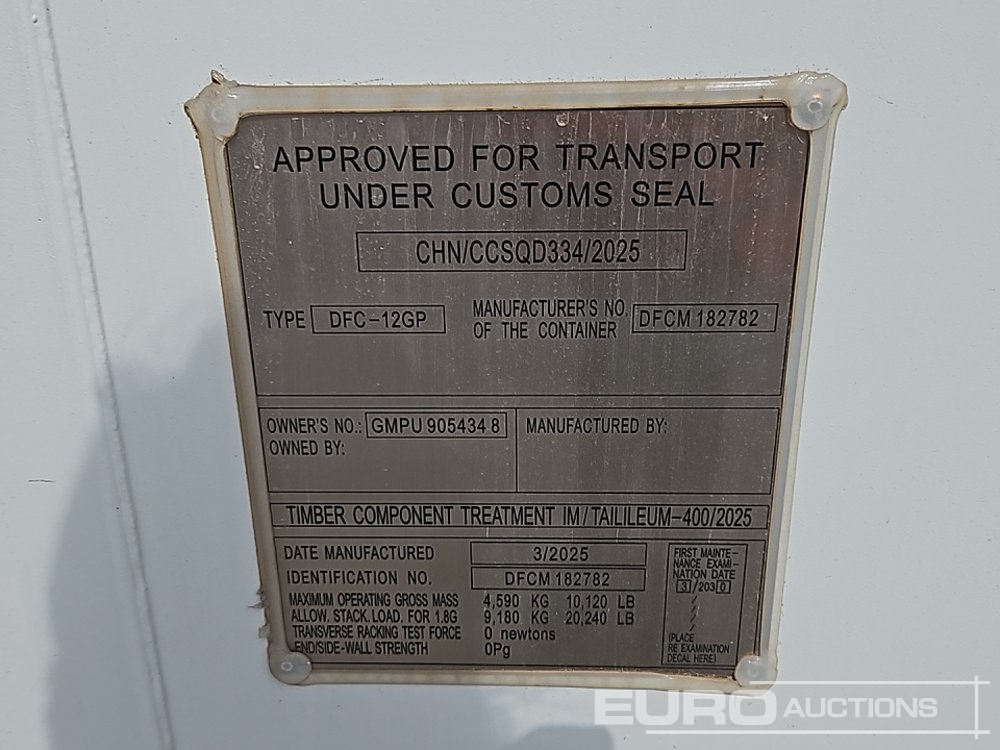 APPROVED FOR TRANSPORT
UNDER CUSTOMS SEAL
CHN/CCSQD334/2025
TYPE DFC-12GP
MANUFACTURER'S NO. OF THE CONTAINER DFCM 182782
OWNER'S NO.: GMPU 905434 8
OWNED BY:
MANUFACTURED BY:
TIMBER COMPONENT TREATMENT IM/TAILILEUM-400/2025
DATE MANUFACTURED 3/2025
IDENTIFICATION NO. DFCM 182782
MAXIMUM OPERATING GROSS MASS 4,590 KG 10,120 LB
ALLOW. STACK. LOAD. FOR 1.8G 9,180 KG 20,240 LB
TRANSVERSE RACKING TEST FORCE 0 newtons
END/SIDE-WALL STRENGTH 0Pg
FIRST MAINTE-
NANCE EXAMI-
NATION DATE
3/2030
(PLACE
RE EXAMINATION
DECAL HERE)
EURO AUCTIONS